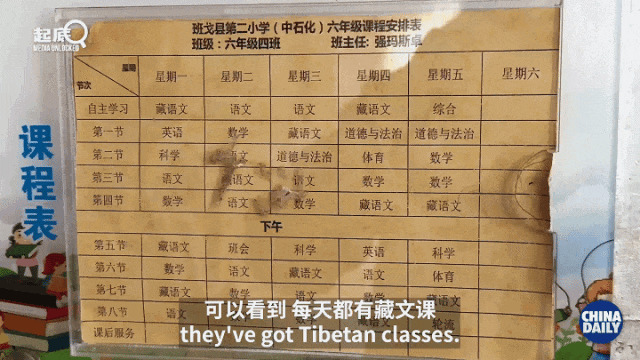 起底
MEDIA UNLOCKED
班戈县第二小学（中石化）六年级课程安排表
班级：六年级四班 班主任：强玛斯卓
课程表
星期 节次 星期一 星期二 星期三 星期四 星期五 星期六
自主学习 藏语文 语文 语文 藏语文 综合
第一节 英语 数学 藏语文 道德与法治 道德与法治
第二节 科学 语文 道德与法治 体育 数学
第三节 语文 藏语文 语文 数学 数学
第四节 数学 语文 数学 藏语文 藏语文
下午
第五节 藏语文 班会 科学 英语 科学
第六节 数学 语文 藏语文 语文 体育
第七节 藏语文 数学 语文
第八节 语文
课后服务
可以看到 每天都有藏文课
they've got Tibetan classes.
CHINA
DAILY